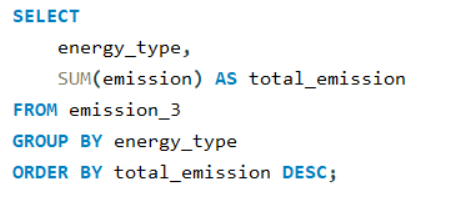 SELECT
    energy_type,
    SUM(emission) AS total_emission
FROM emission_3
GROUP BY energy_type
ORDER BY total_emission DESC;